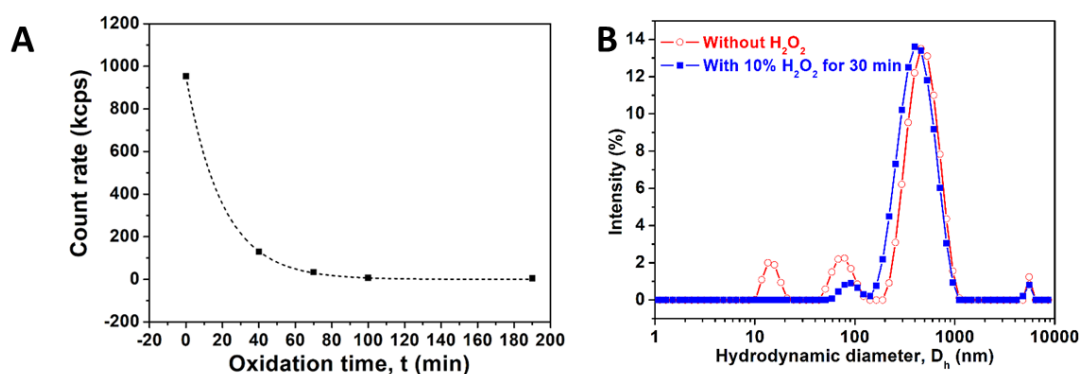 A
1200
1000
800
600
400
200
0
-200
Count rate (kcps)
-20 0 20 40 60 80 100 120 140 160 180 200
Oxidation time, t (min)
B
Without H₂O₂
With 10% H₂O₂ for 30 min
14
12
10
8
6
4
2
0
Intensity (%)
1 10 100 1000 10000
Hydrodynamic diameter, Dₕ (nm)